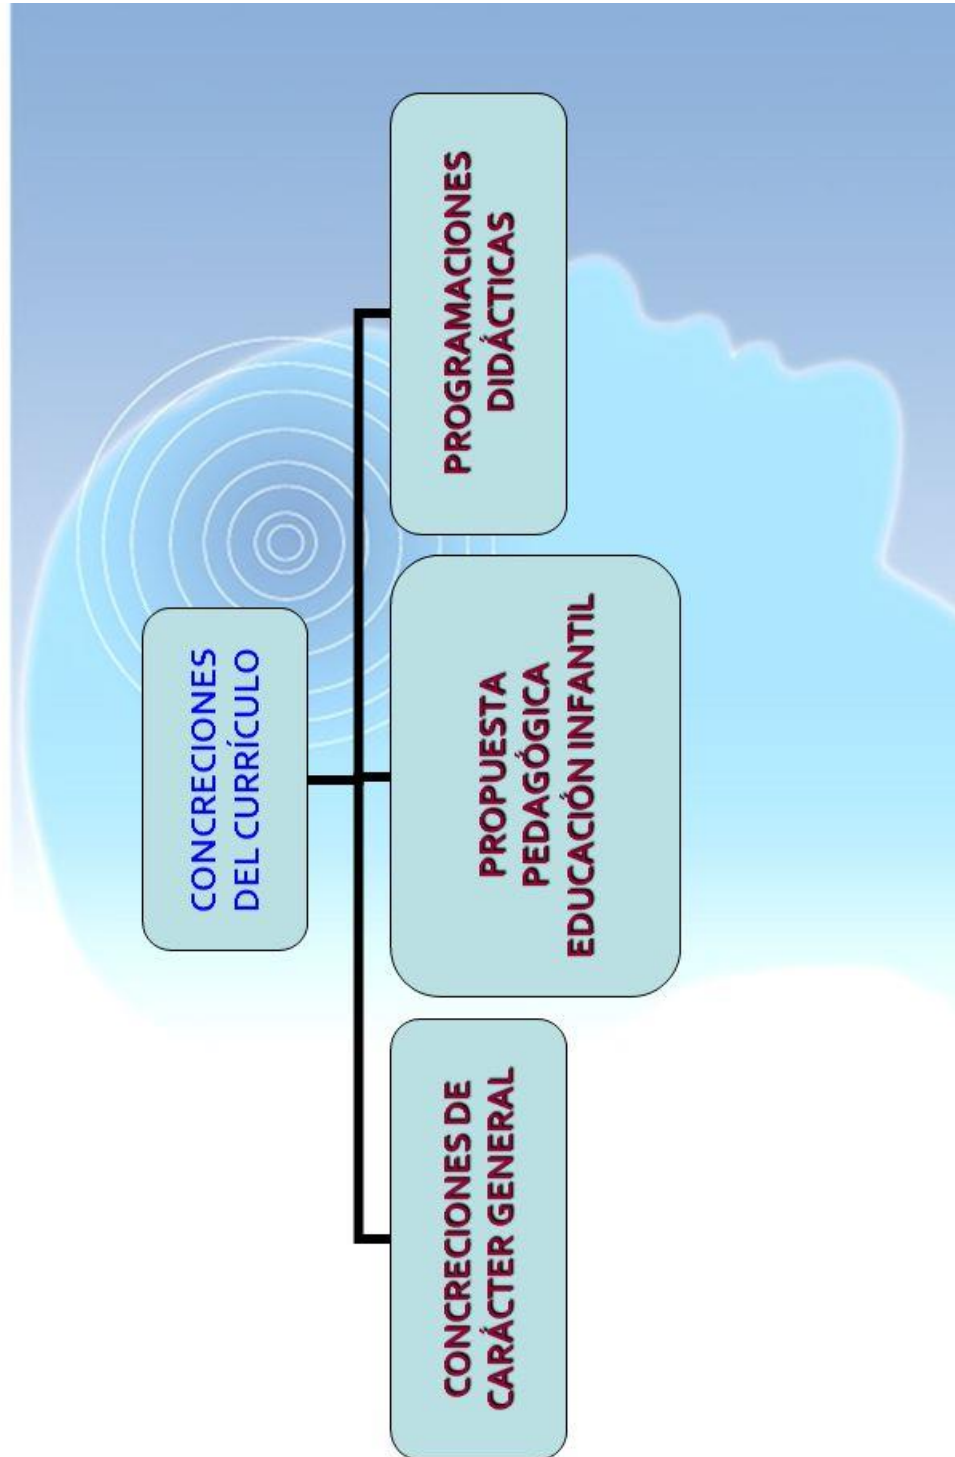 CONCRECIONES
DEL CURRÍCULO
CONCRECIONES DE
CARÁCTER GENERAL
PROPUESTA
PEDAGÓGICA
EDUCACIÓN INFANTIL
PROGRAMACIONES
DIDÁCTICAS